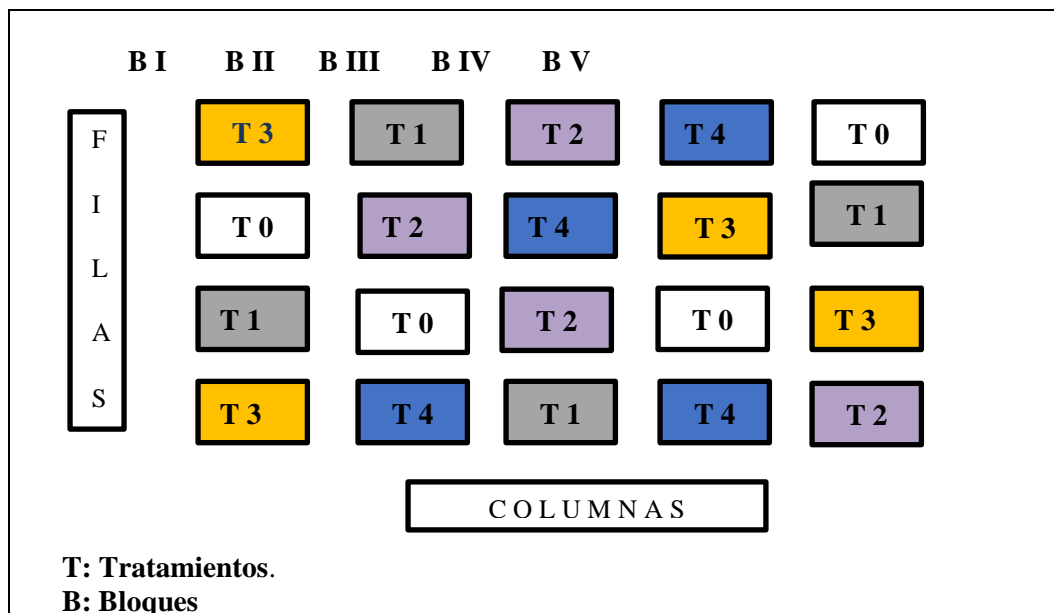 B I B II B III B IV B V
F
I
L
A
S
T 3 T 1 T 2 T 4 T 0
T 0 T 2 T 4 T 3 T 1
T 1 T 0 T 2 T 0 T 3
T 3 T 4 T 1 T 4 T 2
C O L U M N A S
T: Tratamientos.
B: Bloques